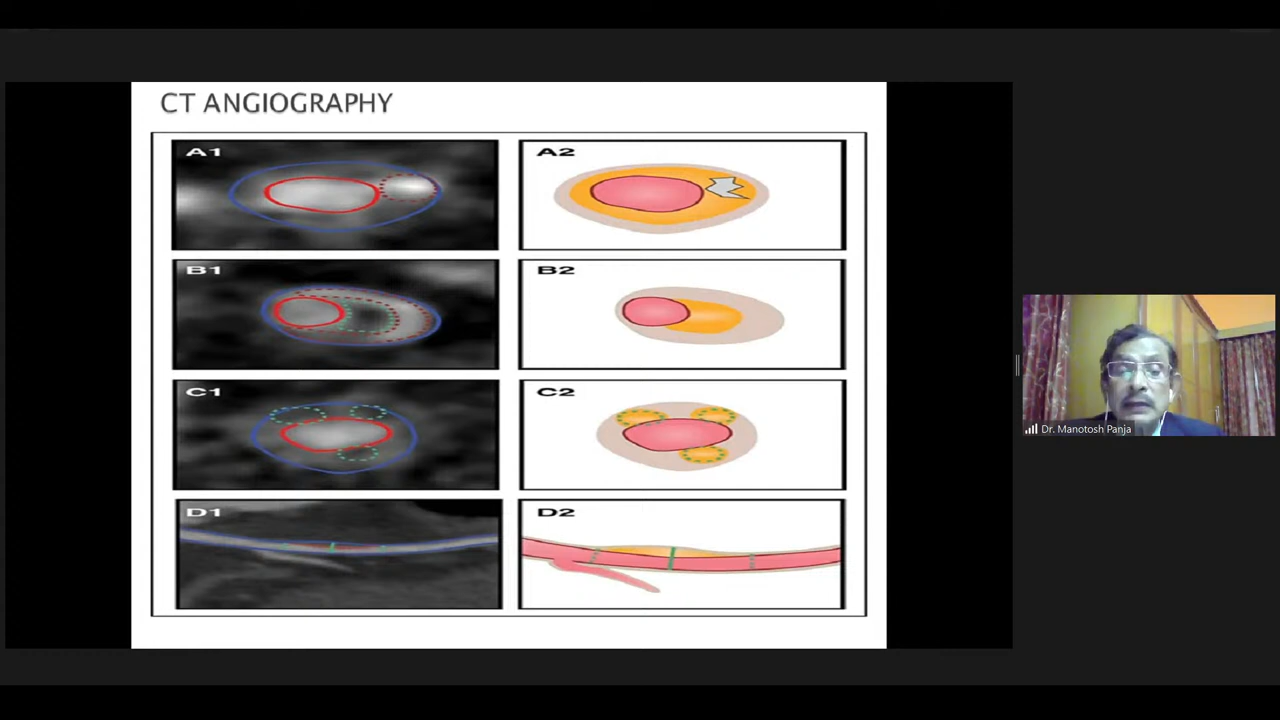 CT ANGIOGRAPHY
A1
A2
B1
B2
C1
C2
D1
D2
Dr. Manotosh Panja